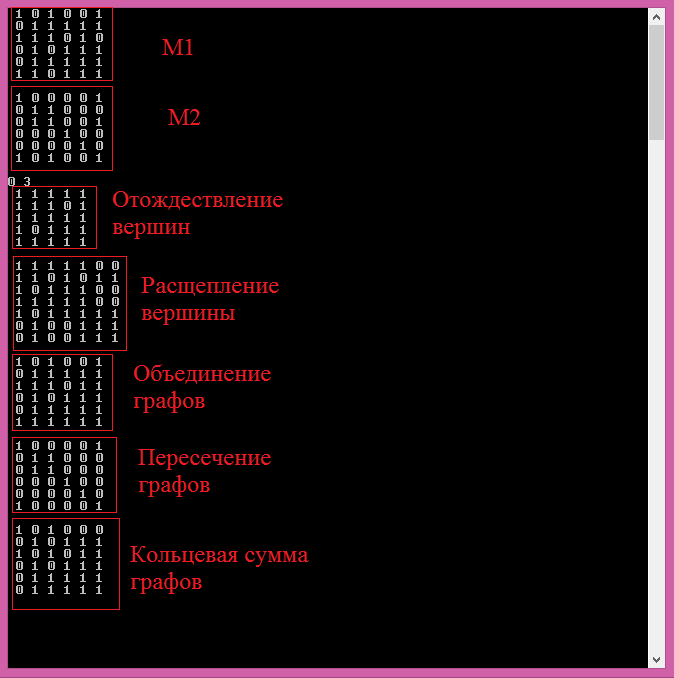 1 0 1 0 0 1
0 1 1 1 1 1
1 1 1 0 1 0
0 1 0 1 1 1
0 1 1 1 1 1
1 1 0 1 1 1
М1
1 0 0 0 0 1
0 1 1 0 0 0
0 1 1 0 0 1
0 0 0 1 0 0
0 0 0 0 1 0
1 0 1 0 0 1
М2
0 3
1 1 1 1 1
1 1 1 0 1
1 1 1 1 1
1 0 1 1 1
1 1 1 1 1
Отождествление
вершин
1 1 1 1 1 0 0
1 1 0 1 0 1 1
1 0 1 1 1 0 0
1 1 1 1 1 0 0
1 0 1 1 1 1 1
0 1 0 0 1 1 1
0 1 0 0 1 1 1
Расщепление
вершины
1 0 1 0 0 1
0 1 1 1 1 1
1 1 1 0 1 1
0 1 0 1 1 1
0 1 1 1 1 1
1 1 1 1 1 1
Объединение
графов
1 0 0 0 0 1
0 1 1 0 0 0
0 1 1 0 0 0
0 0 0 1 0 0
0 0 0 0 1 0
1 0 0 0 0 1
Пересечение
графов
1 0 1 0 0 0
0 1 0 1 1 1
1 0 1 0 1 1
0 1 0 1 1 1
0 1 1 1 1 1
0 1 1 1 1 1
Кольцевая сумма
графов